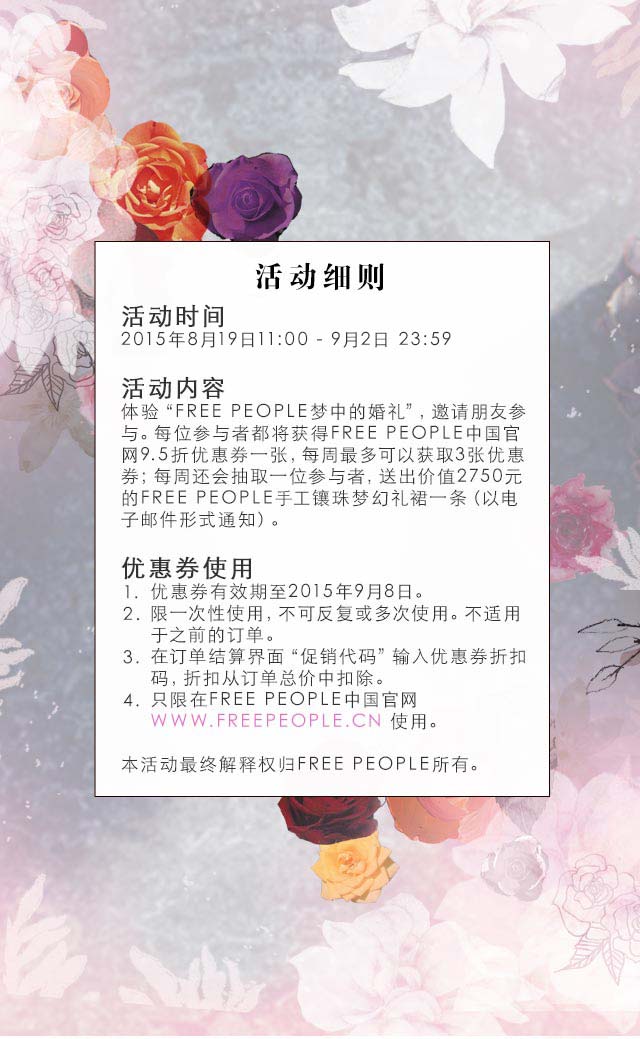 活动细则
活动时间
2015年8月19日11:00 - 9月2日 23:59
活动内容
体验“FREE PEOPLE梦中的婚礼”，邀请朋友参
与。每位参与者都将获得FREE PEOPLE中国官
网9.5折优惠券一张，每周最多可以获取3张优惠
券；每周还会抽取一位参与者，送出价值2750元
的FREE PEOPLE手工镶珠梦幻礼裙一条（以电
子邮件形式通知）。
优惠券使用
1. 优惠券有效期至2015年9月8日。
2. 限一次性使用，不可反复或多次使用。不适用
于之前的订单。
3. 在订单结算界面“促销代码”输入优惠券折扣
码，折扣从订单总价中扣除。
4. 只限在FREE PEOPLE中国官网
WWW.FREEPEOPLE.CN 使用。
本活动最终解释权归FREE PEOPLE所有。